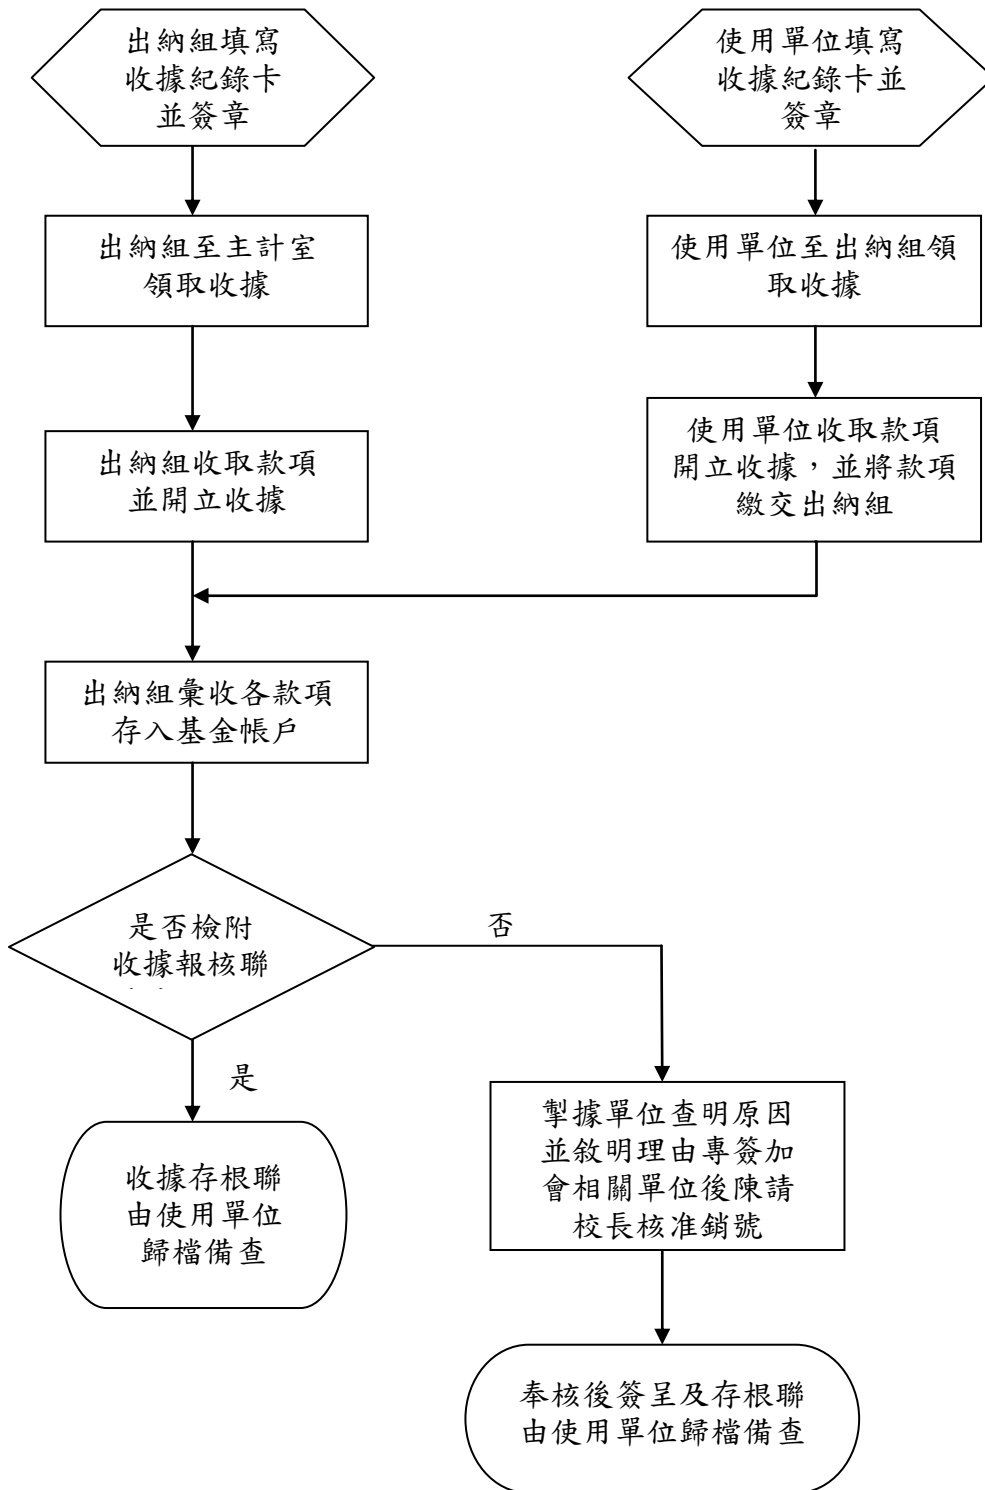 出納組填寫
收據紀錄卡
並簽章
使用單位填寫
收據紀錄卡並
簽章
出納組至主計室
領取收據
使用單位至出納組領
取收據
出納組收取款項
並開立收據
使用單位收取款項
開立收據，並將款項
繳交出納組
出納組彙收各款項
存入基金帳戶
是否檢附
收據報核聯
否
是
掣據單位查明原因
並敘明理由專簽加
會相關單位後陳請
校長核准銷號
收據存根聯
由使用單位
歸檔備查
奉核後簽呈及存根聯
由使用單位歸檔備查